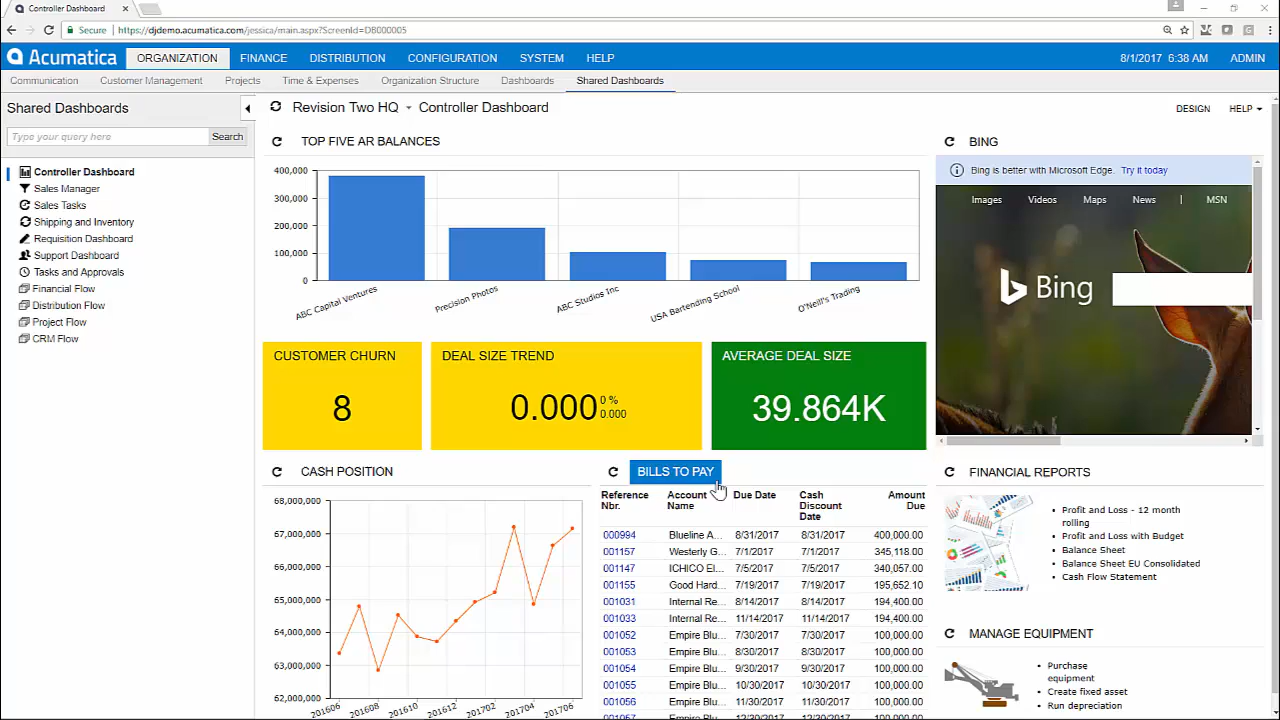 Controller Dashboard
Secure https://djdemo.acumatica.com/jessica/main.aspx?ScreenId=DB000005
Acumatica ORGANIZATION FINANCE DISTRIBUTION CONFIGURATION SYSTEM HELP 8/1/2017 6:38 AM ADMIN
Communication Customer Management Projects Time & Expenses Organization Structure Dashboards Shared Dashboards
Shared Dashboards
Revision Two HQ Controller Dashboard DESIGN HELP
Type your query here Search
Controller Dashboard
Sales Manager
Sales Tasks
Shipping and Inventory
Requisition Dashboard
Support Dashboard
Tasks and Approvals
Financial Flow
Distribution Flow
Project Flow
CRM Flow
TOP FIVE AR BALANCES
400,000
300,000
200,000
100,000
0
ABC Capital Ventures Precision Photos ABC Studios Inc USA Bartending School O'Neill's Trading
BING
Bing is better with Microsoft Edge. Try it today
Images Videos Maps News | MSN
Bing
CUSTOMER CHURN
8
DEAL SIZE TREND
0.000 0 %
0.000
AVERAGE DEAL SIZE
39.864K
CASH POSITION
68,000,000
67,000,000
66,000,000
65,000,000
64,000,000
63,000,000
62,000,000
201606 201608 201610 201612 201702 201704 201706
BILLS TO PAY
Reference Nbr. Account Name Due Date Cash Discount Date Amount Due
000994 Blueline A... 8/31/2017 8/31/2017 400,000.00
001157 Westerly G... 7/1/2017 7/1/2017 345,118.00
001147 ICHICO El... 7/5/2017 7/5/2017 340,057.00
001155 Good Hard... 7/19/2017 7/19/2017 195,652.10
001031 Internal Re... 8/14/2017 8/14/2017 194,400.00
001033 Internal Re... 11/14/2017 11/14/2017 194,400.00
001052 Empire Blu... 7/30/2017 7/30/2017 100,000.00
001053 Empire Blu... 8/30/2017 8/30/2017 100,000.00
001054 Empire Blu... 9/30/2017 9/30/2017 100,000.00
001055 Empire Blu... 10/30/2017 10/30/2017 100,000.00
001056 Empire Blu... 11/30/2017 11/30/2017 100,000.00
001057 Empire Blu... 12/30/2017 12/30/2017 100,000.00
FINANCIAL REPORTS
Profit and Loss - 12 month
rolling
Profit and Loss with Budget
Balance Sheet
Balance Sheet EU Consolidated
Cash Flow Statement
MANAGE EQUIPMENT
Purchase
equipment
Create fixed asset
Run depreciation